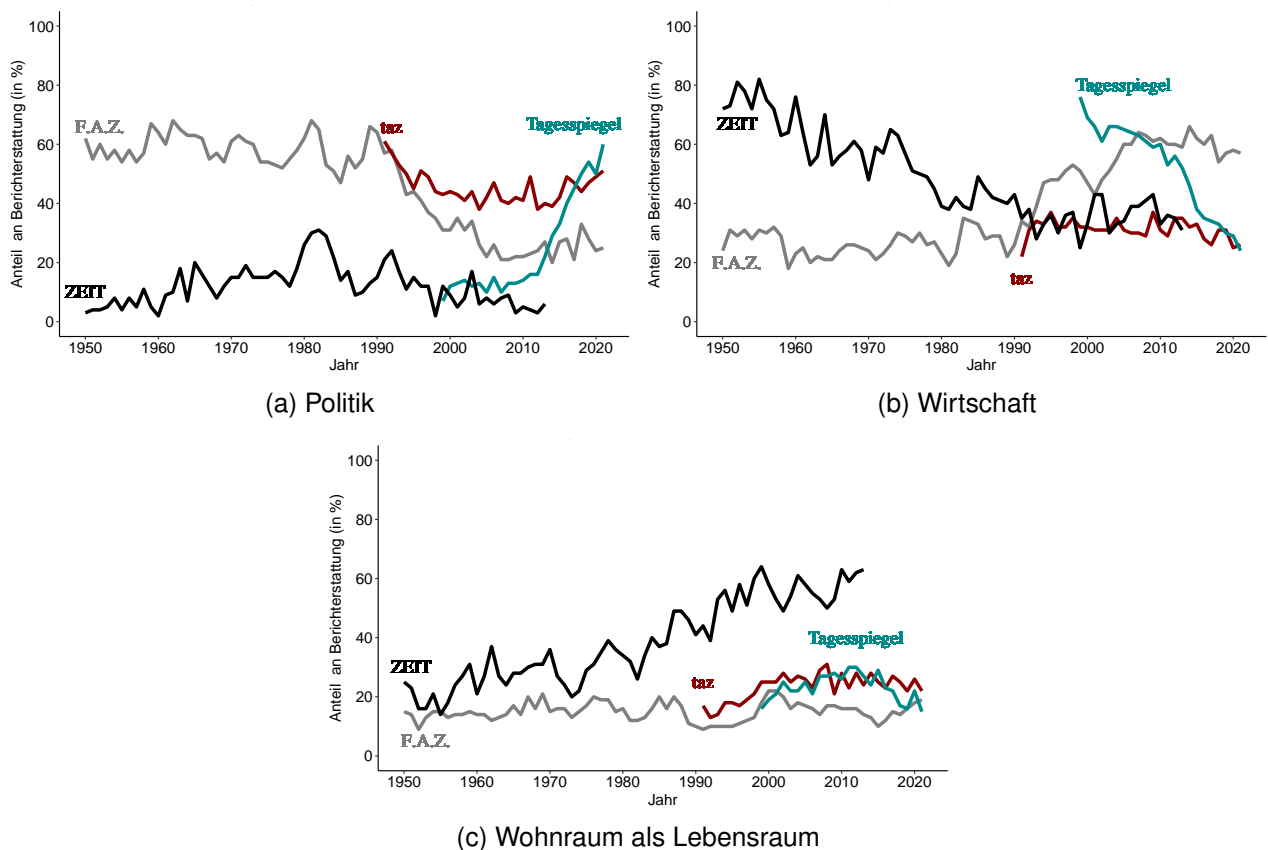 Anteil an Berichterstattung (in %)
100
80
60
40
20
0
F.A.Z.
taz
Tagesspiegel
ZEIT
1950 1960 1970 1980 1990 2000 2010 2020
Jahr
(a) Politik
Anteil an Berichterstattung (in %)
100
80
60
40
20
0
Tagesspiegel
ZEIT
F.A.Z.
taz
1950 1960 1970 1980 1990 2000 2010 2020
Jahr
(b) Wirtschaft
Anteil an Berichterstattung (in %)
100
80
60
40
20
0
Tagesspiegel
ZEIT
taz
F.A.Z.
1950 1960 1970 1980 1990 2000 2010 2020
Jahr
(c) Wohnraum als Lebensraum